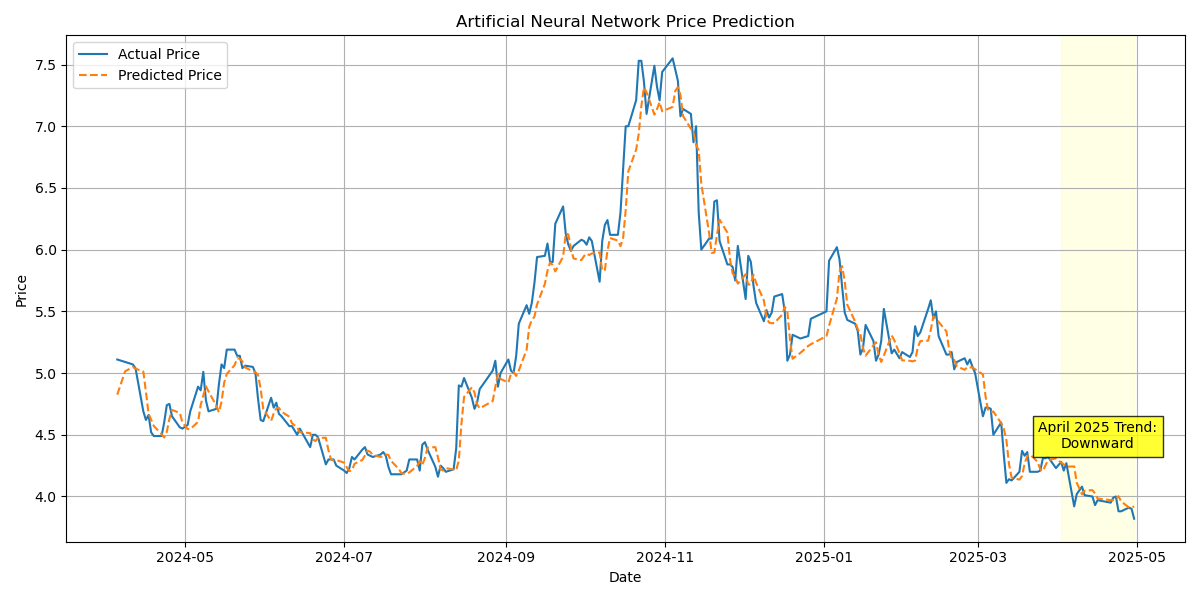 Artificial Neural Network Price Prediction
Actual Price
Predicted Price
7.5
7.0
6.5
6.0
5.5
5.0
4.5
4.0
Price
April 2025 Trend:
Downward
2024-05
2024-07
2024-09
2024-11
2025-01
2025-03
2025-05
Date